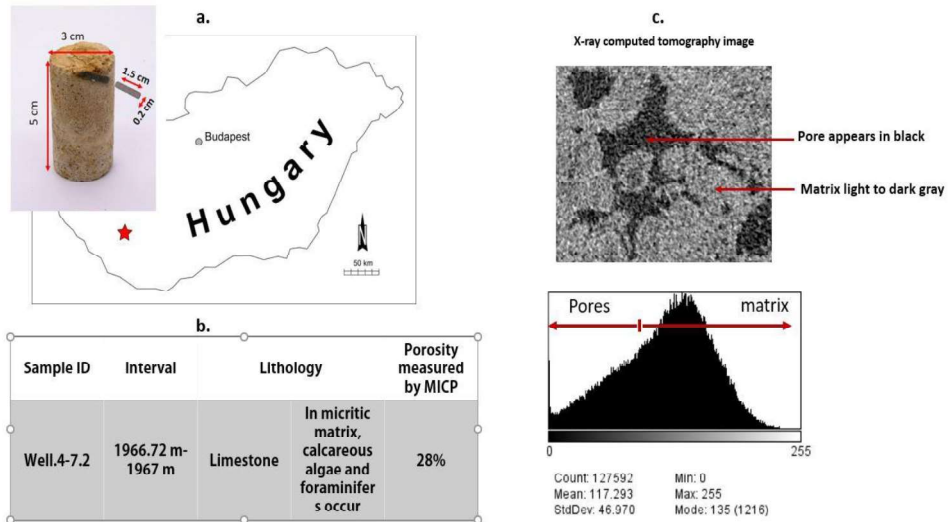 a.
3 cm
1.5 cm
0.2 cm
5 cm
Budapest
Hungary
N
50 km
b.
Sample ID
Interval
Lithology
Porosity
measured
by MICP
Well.4-7.2
1966.72 m-
1967 m
Limestone
In micritic
matrix,
calcareous
algae and
foraminifer
s occur
28%
c.
X-ray computed tomography image
Pore appears in black
Matrix light to dark gray
Pores
matrix
0
255
Count: 127592
Min: 0
Mean: 117.293
Max: 255
StdDev: 46.970
Mode: 135 (1216)